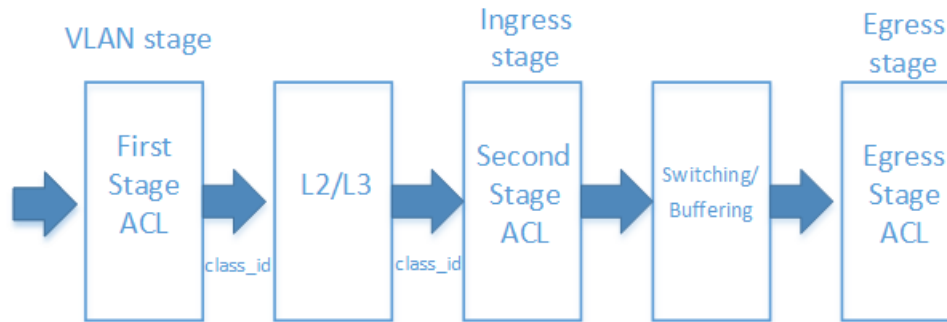 VLAN stage
Ingress
stage
Egress
stage
First
Stage
ACL
class_id
L2/L3
class_id
Second
Stage
ACL
Switching/
Buffering
Egress
Stage
ACL